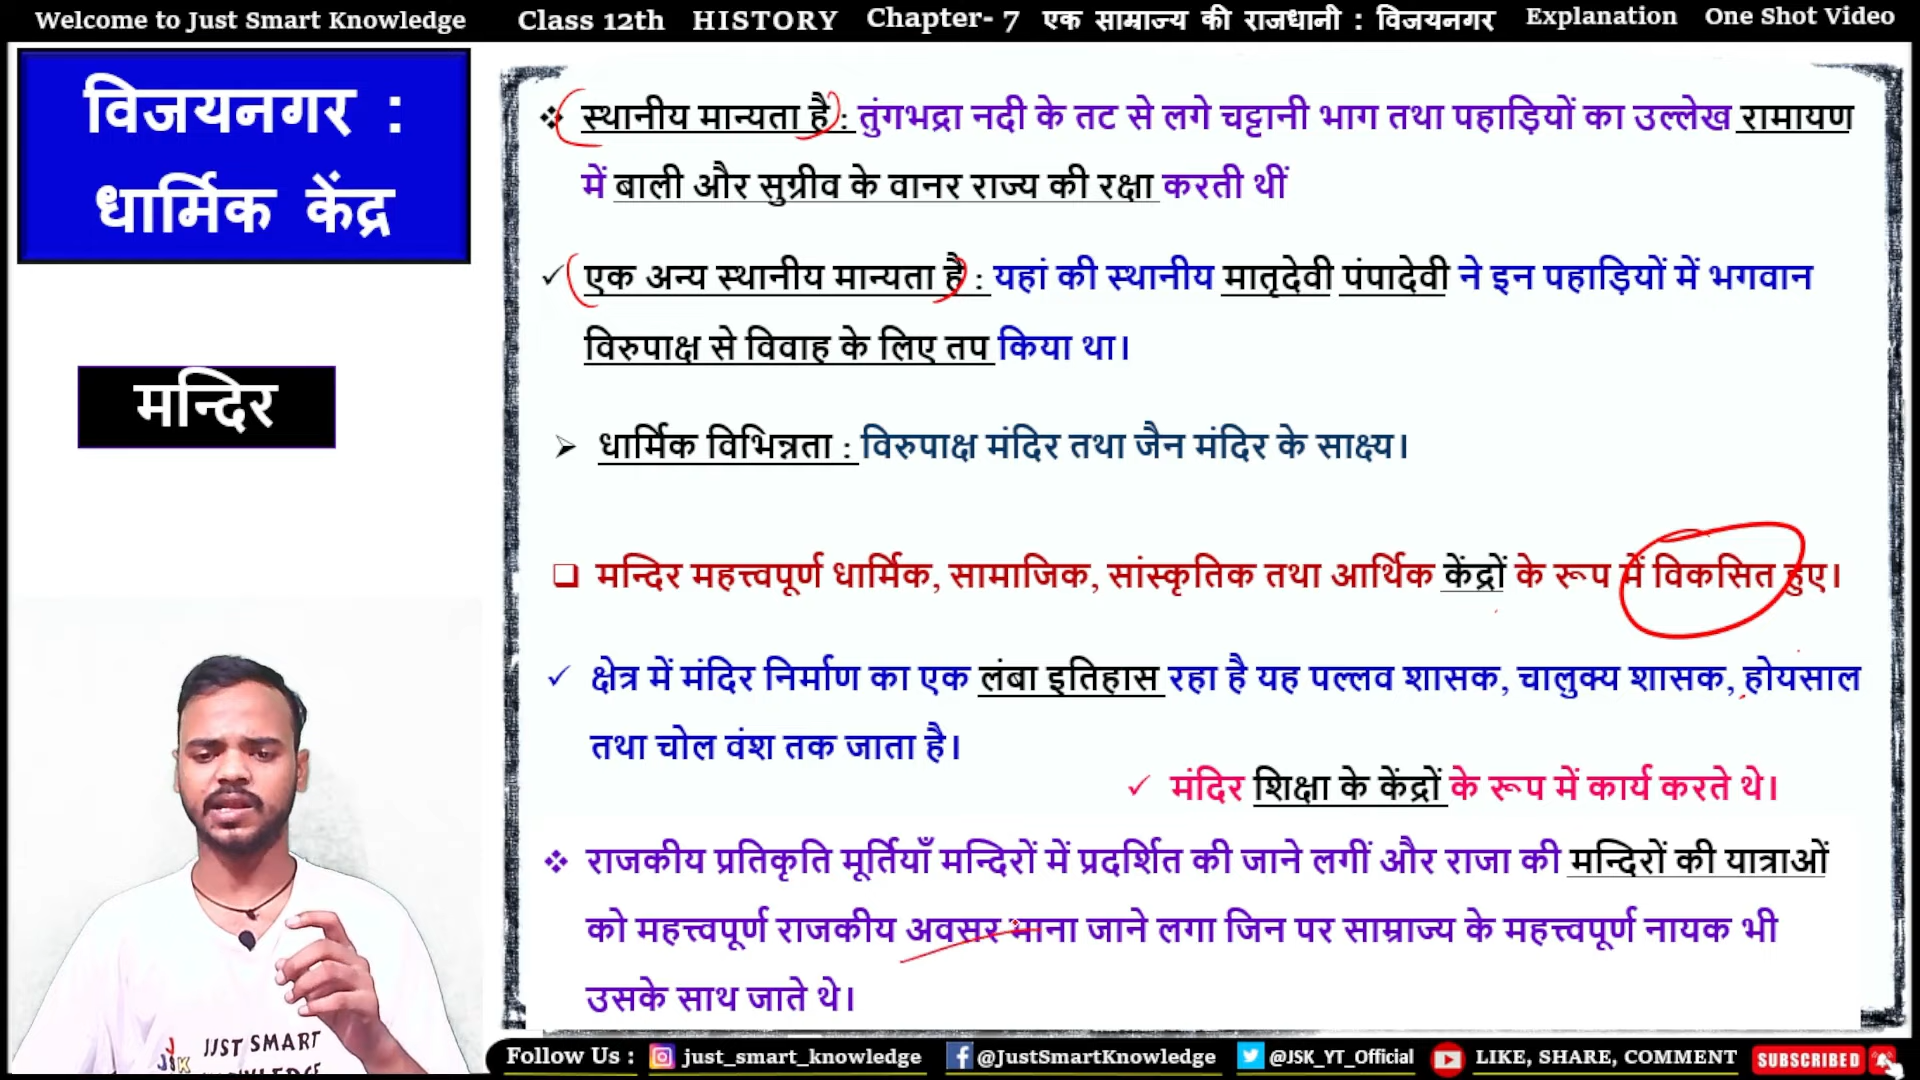 Welcome to Just Smart Knowledge Class 12th HISTORY Chapter- 7 एक साम्राज्य की राजधानी : विजयनगर Explanation One Shot Video
विजयनगर :
धार्मिक केंद्र
मन्दिर
❖ स्थानीय मान्यता है : तुंगभद्रा नदी के तट से लगे चट्टानी भाग तथा पहाड़ियों का उल्लेख रामायण
में बाली और सुग्रीव के वानर राज्य की रक्षा करती थीं
✓ एक अन्य स्थानीय मान्यता है : यहां की स्थानीय मातृदेवी पंपादेवी ने इन पहाड़ियों में भगवान
विरुपाक्ष से विवाह के लिए तप किया था।
➢ धार्मिक विभिन्नता : विरुपाक्ष मंदिर तथा जैन मंदिर के साक्ष्य।
❑ मन्दिर महत्त्वपूर्ण धार्मिक, सामाजिक, सांस्कृतिक तथा आर्थिक केंद्रों के रूप में विकसित हुए।
✓ क्षेत्र में मंदिर निर्माण का एक लंबा इतिहास रहा है यह पल्लव शासक, चालुक्य शासक, होयसाल
तथा चोल वंश तक जाता है।
✓ मंदिर शिक्षा के केंद्रों के रूप में कार्य करते थे।
❖ राजकीय प्रतिकृति मूर्तियाँ मन्दिरों में प्रदर्शित की जाने लगीं और राजा की मन्दिरों की यात्राओं
को महत्त्वपूर्ण राजकीय अवसर माना जाने लगा जिन पर साम्राज्य के महत्त्वपूर्ण नायक भी
उसके साथ जाते थे।
JUST SMART
JSK
Follow Us : just_smart_knowledge @JustSmartKnowledge @JSK_YT_Official LIKE, SHARE, COMMENT SUBSCRIBED